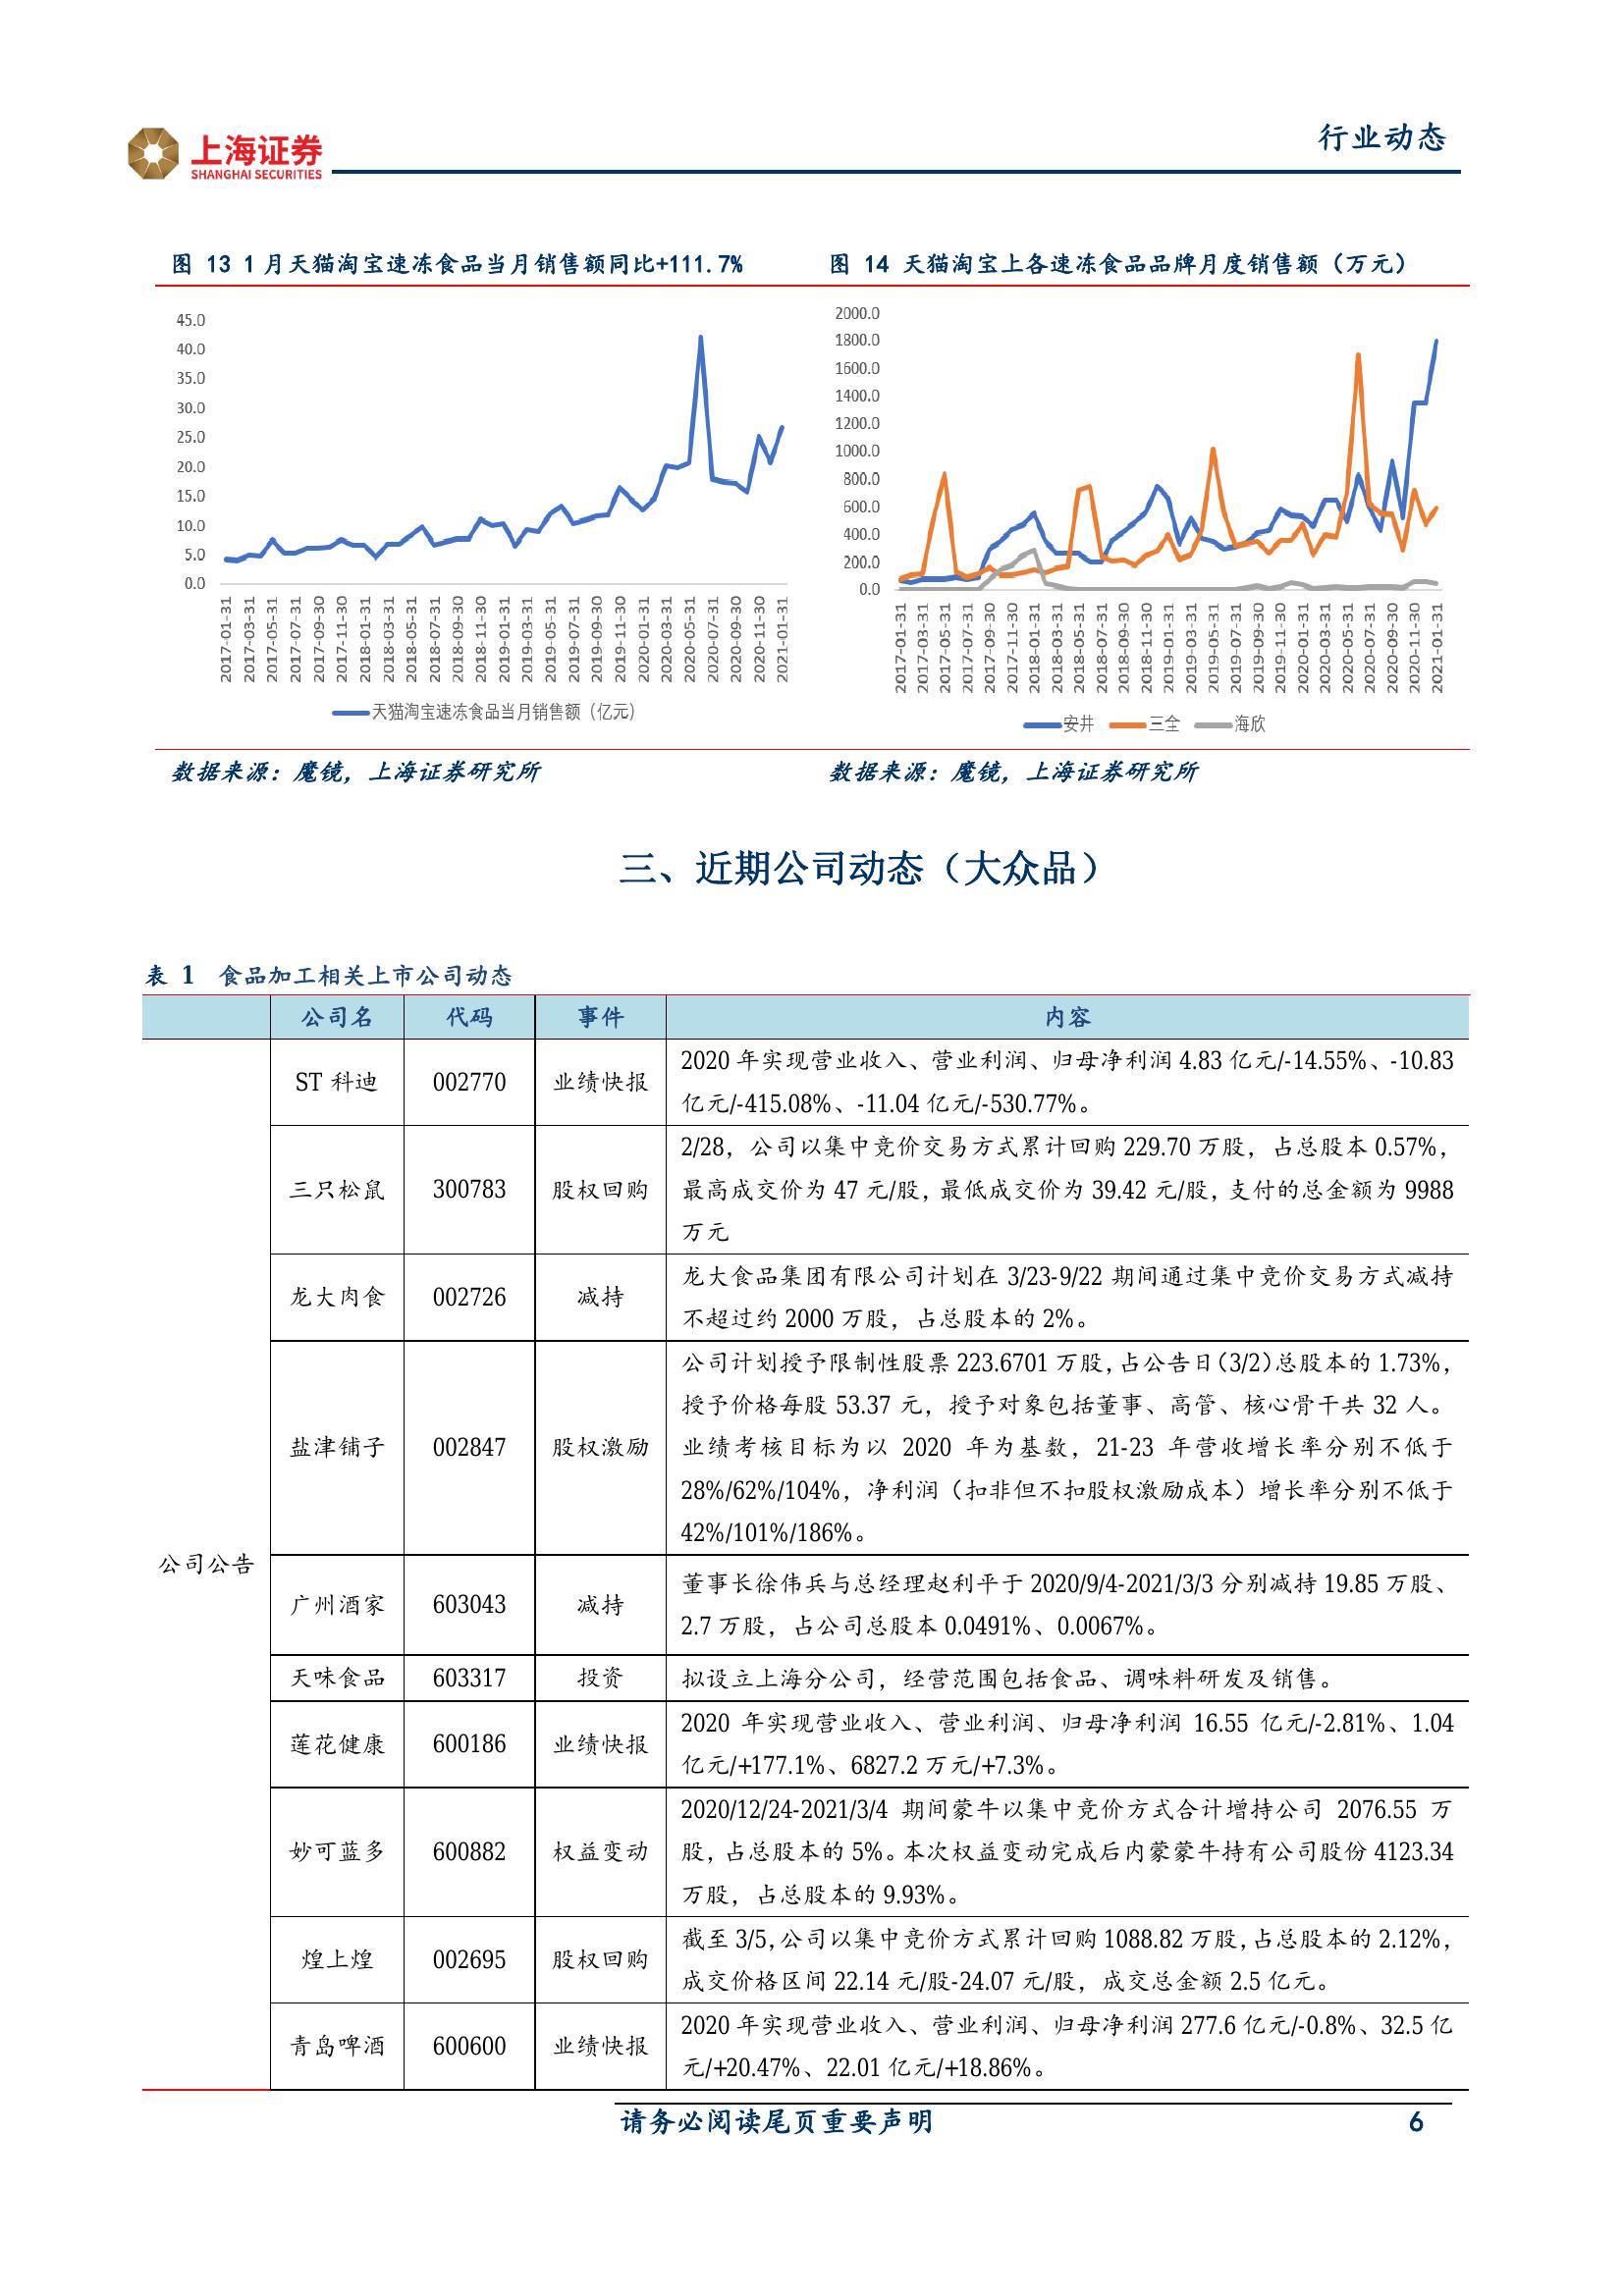 上海证券
SHANGHAI SECURITIES
行业动态
图 13 1 月天猫淘宝速冻食品当月销售额同比+111.7%
45.0
40.0
35.0
30.0
25.0
20.0
15.0
10.0
5.0
0.0
2017-01-31
2017-03-31
2017-05-31
2017-07-31
2017-09-30
2017-11-30
2018-01-31
2018-03-31
2018-05-31
2018-07-31
2018-09-30
2018-11-30
2019-01-31
2019-03-31
2019-05-31
2019-07-31
2019-09-30
2019-11-30
2020-01-31
2020-03-31
2020-05-31
2020-07-31
2020-09-30
2020-11-30
2021-01-31
天猫淘宝速冻食品当月销售额（亿元）
数据来源：魔镜，上海证券研究所
图 14 天猫淘宝上各速冻食品品牌月度销售额（万元）
2000.0
1800.0
1600.0
1400.0
1200.0
1000.0
800.0
600.0
400.0
200.0
0.0
2017-01-31
2017-03-31
2017-05-31
2017-07-31
2017-09-30
2017-11-30
2018-01-31
2018-03-31
2018-05-31
2018-07-31
2018-09-30
2018-11-30
2019-01-31
2019-03-31
2019-05-31
2019-07-31
2019-09-30
2019-11-30
2020-01-31
2020-03-31
2020-05-31
2020-07-31
2020-09-30
2020-11-30
2021-01-31
安井 三全 海欣
数据来源：魔镜，上海证券研究所
三、近期公司动态（大众品）
表 1 食品加工相关上市公司动态
公司名 代码 事件 内容
公司公告
ST 科迪 002770 业绩快报
2020 年实现营业收入、营业利润、归母净利润 4.83 亿元/-14.55%、-10.83
亿元/-415.08%、-11.04 亿元/-530.77%。
三只松鼠 300783 股权回购
2/28，公司以集中竞价交易方式累计回购 229.70 万股，占总股本 0.57%，
最高成交价为 47 元/股，最低成交价为 39.42 元/股，支付的总金额为 9988
万元
龙大肉食 002726 减持
龙大食品集团有限公司计划在 3/23-9/22 期间通过集中竞价交易方式减持
不超过约 2000 万股，占总股本的 2%。
盐津铺子 002847 股权激励
公司计划授予限制性股票 223.6701 万股，占公告日（3/2）总股本的 1.73%，
授予价格每股 53.37 元，授予对象包括董事、高管、核心骨干共 32 人。
业绩考核目标为以 2020 年为基数，21-23 年营收增长率分别不低于
28%/62%/104%，净利润（扣非但不扣股权激励成本）增长率分别不低于
42%/101%/186%。
广州酒家 603043 减持
董事长徐伟兵与总经理赵利平于 2020/9/4-2021/3/3 分别减持 19.85 万股、
2.7 万股，占公司总股本 0.0491%、0.0067%。
天味食品 603317 投资
拟设立上海分公司，经营范围包括食品、调味料研发及销售。
莲花健康 600186 业绩快报
2020 年实现营业收入、营业利润、归母净利润 16.55 亿元/-2.81%、1.04
亿元/+177.1%、6827.2 万元/+7.3%。
妙可蓝多 600882 权益变动
2020/12/24-2021/3/4 期间蒙牛以集中竞价方式合计增持公司 2076.55 万
股，占总股本的 5%。本次权益变动完成后内蒙蒙牛持有公司股份 4123.34
万股，占总股本的 9.93%。
煌上煌 002695 股权回购
截至 3/5，公司以集中竞价方式累计回购 1088.82 万股，占总股本的 2.12%，
成交价格区间 22.14 元/股-24.07 元/股，成交总金额 2.5 亿元。
青岛啤酒 600600 业绩快报
2020 年实现营业收入、营业利润、归母净利润 277.6 亿元/-0.8%、32.5 亿
元/+20.47%、22.01 亿元/+18.86%。
请务必阅读尾页重要声明 6